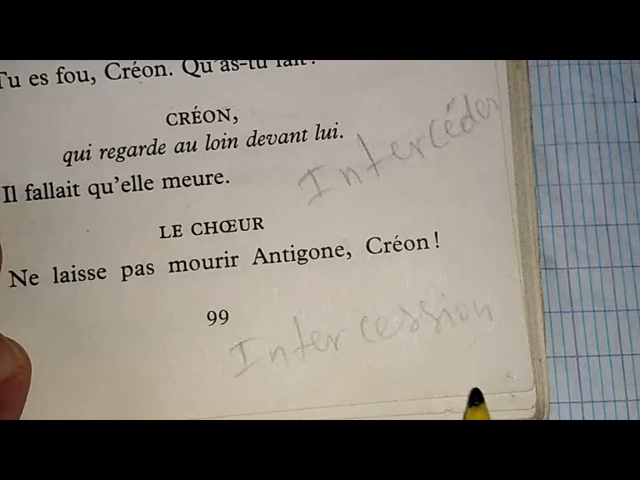 Tu es fou, Créon. Qu'as-tu fait?
CRÉON,
qui regarde au loin devant lui.
Il fallait qu'elle meure.
Intercéder
LE CHŒUR
Ne laisse pas mourir Antigone, Créon !
99
Intercession